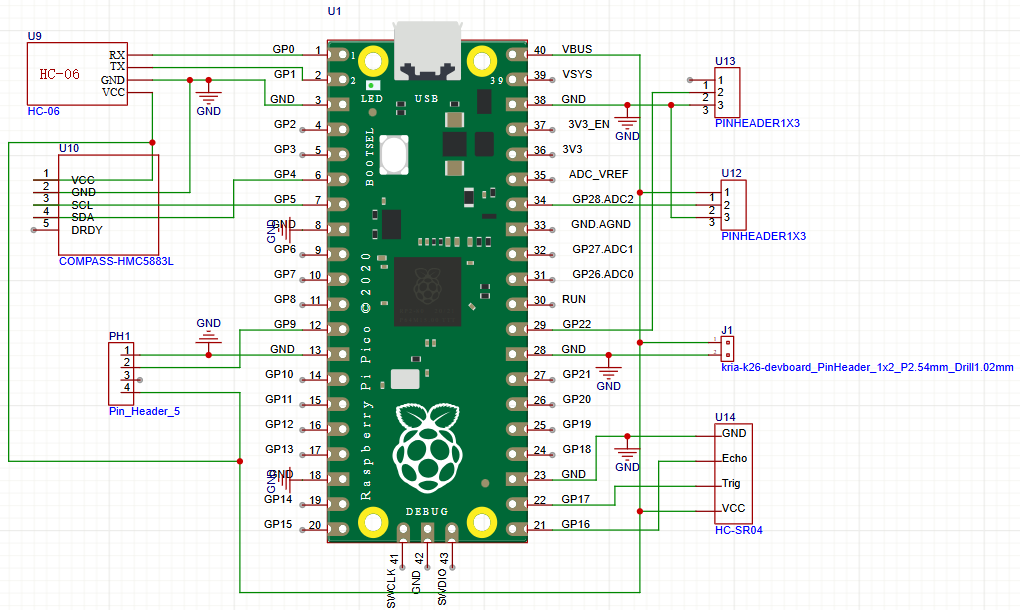 U1
U9
RX
TX
GND
VCC
HC-06
HC-06
GND
U10
1
2
3
4
5
VCC
GND
SCL
SDA
DRDY
COMPASS-HMC5883L
GND
PH1
1
2
3
4
Pin_Header_5
GP0 1
GP1 2
GND 3
GP2 4
GP3 5
GP4 6
GP5 7
GND GND 8
GP6 9
GP7 10
GP8 11
GP9 12
GND 13
GP10 14
GP11 15
GP12 16
GP13 17
GND GND 18
GP14 19
GP15 20
1
2
39
LED USB
BOOTSEL
Raspberry Pi Pico © 2020
DEBUG
SWCLK 41
GND 42
SWDIO 43
40 VBUS
39 VSYS
38 GND
37 3V3_EN
36 3V3
35 ADC_VREF
34 GP28.ADC2
33 GND.AGND
32 GP27.ADC1
31 GP26.ADC0
30 RUN
29 GP22
28 GND
27 GP21
26 GP20
25 GP19
24 GP18
23 GND
22 GP17
21 GP16
GND
U13
1 1
2 2
3 3
PINHEADER1X3
U12
1 1
2 2
3 3
PINHEADER1X3
J1
kria-k26-devboard_PinHeader_1x2_P2.54mm_Drill1.02mm
GND
U14
GND
Echo
Trig
VCC
HC-SR04
GND